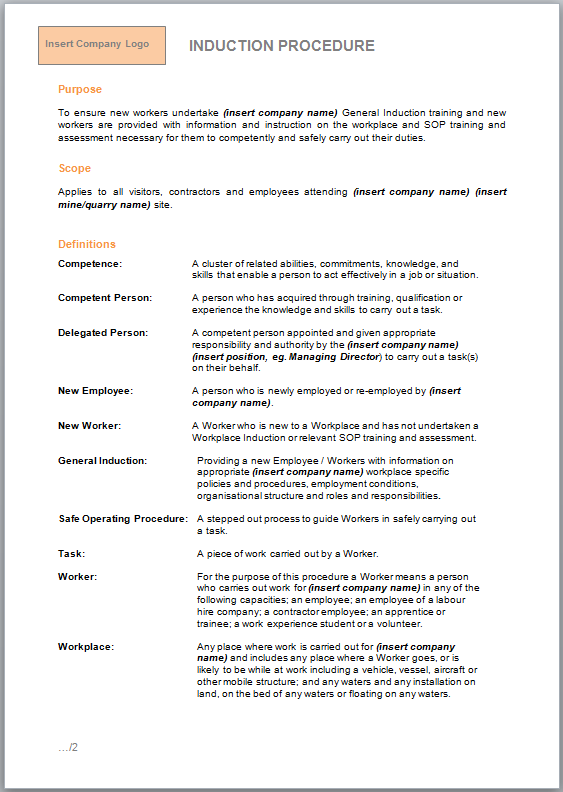 Insert Company Logo
INDUCTION PROCEDURE
Purpose
To ensure new workers undertake (insert company name) General Induction training and new
workers are provided with information and instruction on the workplace and SOP training and
assessment necessary for them to competently and safely carry out their duties.
Scope
Applies to all visitors, contractors and employees attending (insert company name) (insert
mine/quarry name) site.
Definitions
Competence: A cluster of related abilities, commitments, knowledge, and
skills that enable a person to act effectively in a job or situation.
Competent Person: A person who has acquired through training, qualification or
experience the knowledge and skills to carry out a task.
Delegated Person: A competent person appointed and given appropriate
responsibility and authority by the (insert company name)
(insert position, eg. Managing Director) to carry out a task(s)
on their behalf.
New Employee: A person who is newly employed or re-employed by (insert
company name).
New Worker: A Worker who is new to a Workplace and has not undertaken a
Workplace Induction or relevant SOP training and assessment.
General Induction: Providing a new Employee / Workers with information on
appropriate (insert company name) workplace specific
policies and procedures, employment conditions,
organisational structure and roles and responsibilities.
Safe Operating Procedure: A stepped out process to guide Workers in safely carrying out
a task.
Task: A piece of work carried out by a Worker.
Worker: For the purpose of this procedure a Worker means a person
who carries out work for (insert company name) in any of the
following capacities; an employee; an employee of a labour
hire company; a contractor employee; an apprentice or
trainee; a work experience student or a volunteer.
Workplace: Any place where work is carried out for (insert company
name) and includes any place where a Worker goes, or is
likely to be while at work including a vehicle, vessel, aircraft or
other mobile structure; and any waters and any installation on
land, on the bed of any waters or floating on any waters.
…/2